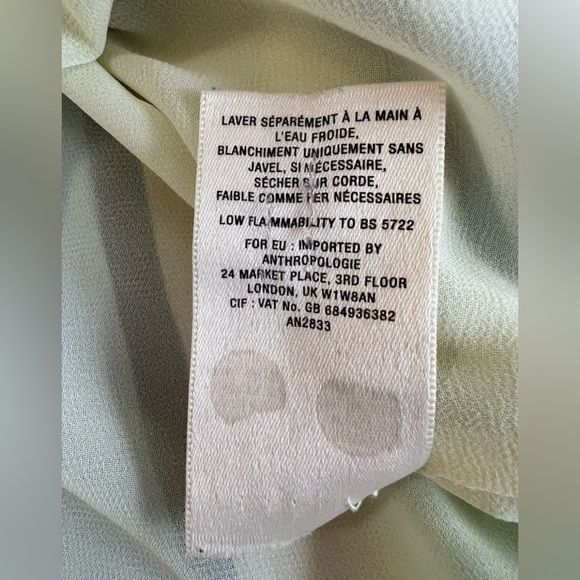 LAVER SÉPARÉMENT À LA MAIN À
L'EAU FROIDE,
BLANCHIMENT UNIQUEMENT SANS
JAVEL, SI NÉCESSAIRE,
SÉCHER SUR CORDE,
FAIBLE COMME FER NÉCESSAIRES
LOW FLAMMABILITY TO BS 5722
FOR EU : IMPORTED BY
ANTHROPOLOGIE
24 MARKET PLACE, 3RD FLOOR
LONDON, UK W1W8AN
CIF : VAT No. GB 684936382
AN2833